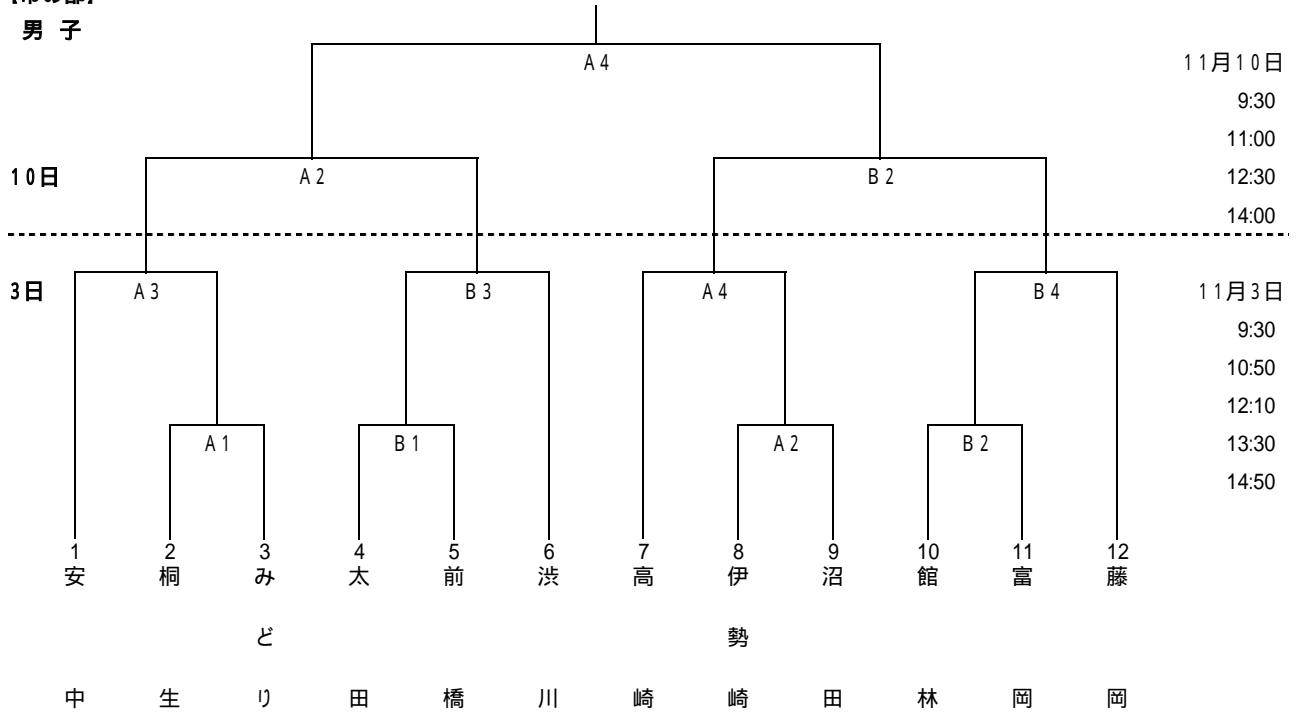 【市の部】
男子
A4
11月10日
9:30
11:00
10日
A2
B2
12:30
14:00
3日
A3
B3
A4
B4
11月3日
9:30
10:50
12:10
A1
B1
A2
B2
13:30
14:50
1 2 3 4 5 6 7 8 9 10 11 12
安中
桐生
みどり
太田
前橋
渋川
高崎
伊勢崎
沼田
館林
富岡
藤岡